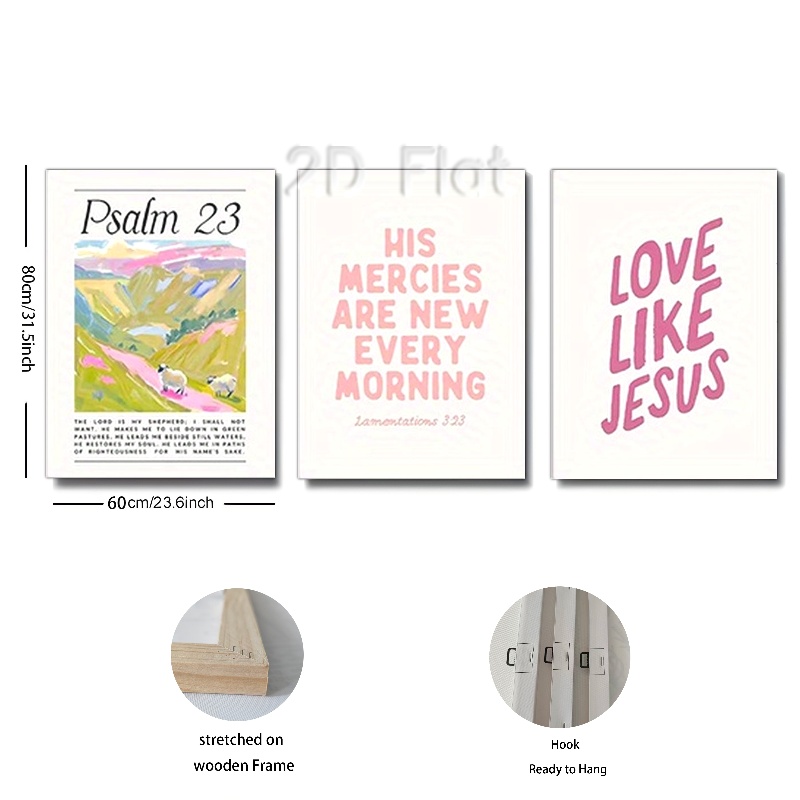 2D Flat
Psalm 23
THE LORD IS MY SHEPHERD; I SHALL NOT
WANT. HE MAKES ME TO LIE DOWN IN GREEN
PASTURES. HE LEADS ME BESIDE STILL WATERS.
HE RESTORES MY SOUL. HE LEADS ME IN PATHS
OF RIGHTEOUSNESS FOR HIS NAME'S SAKE.
HIS
MERCIES
ARE NEW
EVERY
MORNING
Lamentations 3:23
LOVE
LIKE
JESUS
80cm/31.5inch
60cm/23.6inch
stretched on
wooden Frame
Hook
Ready to Hang